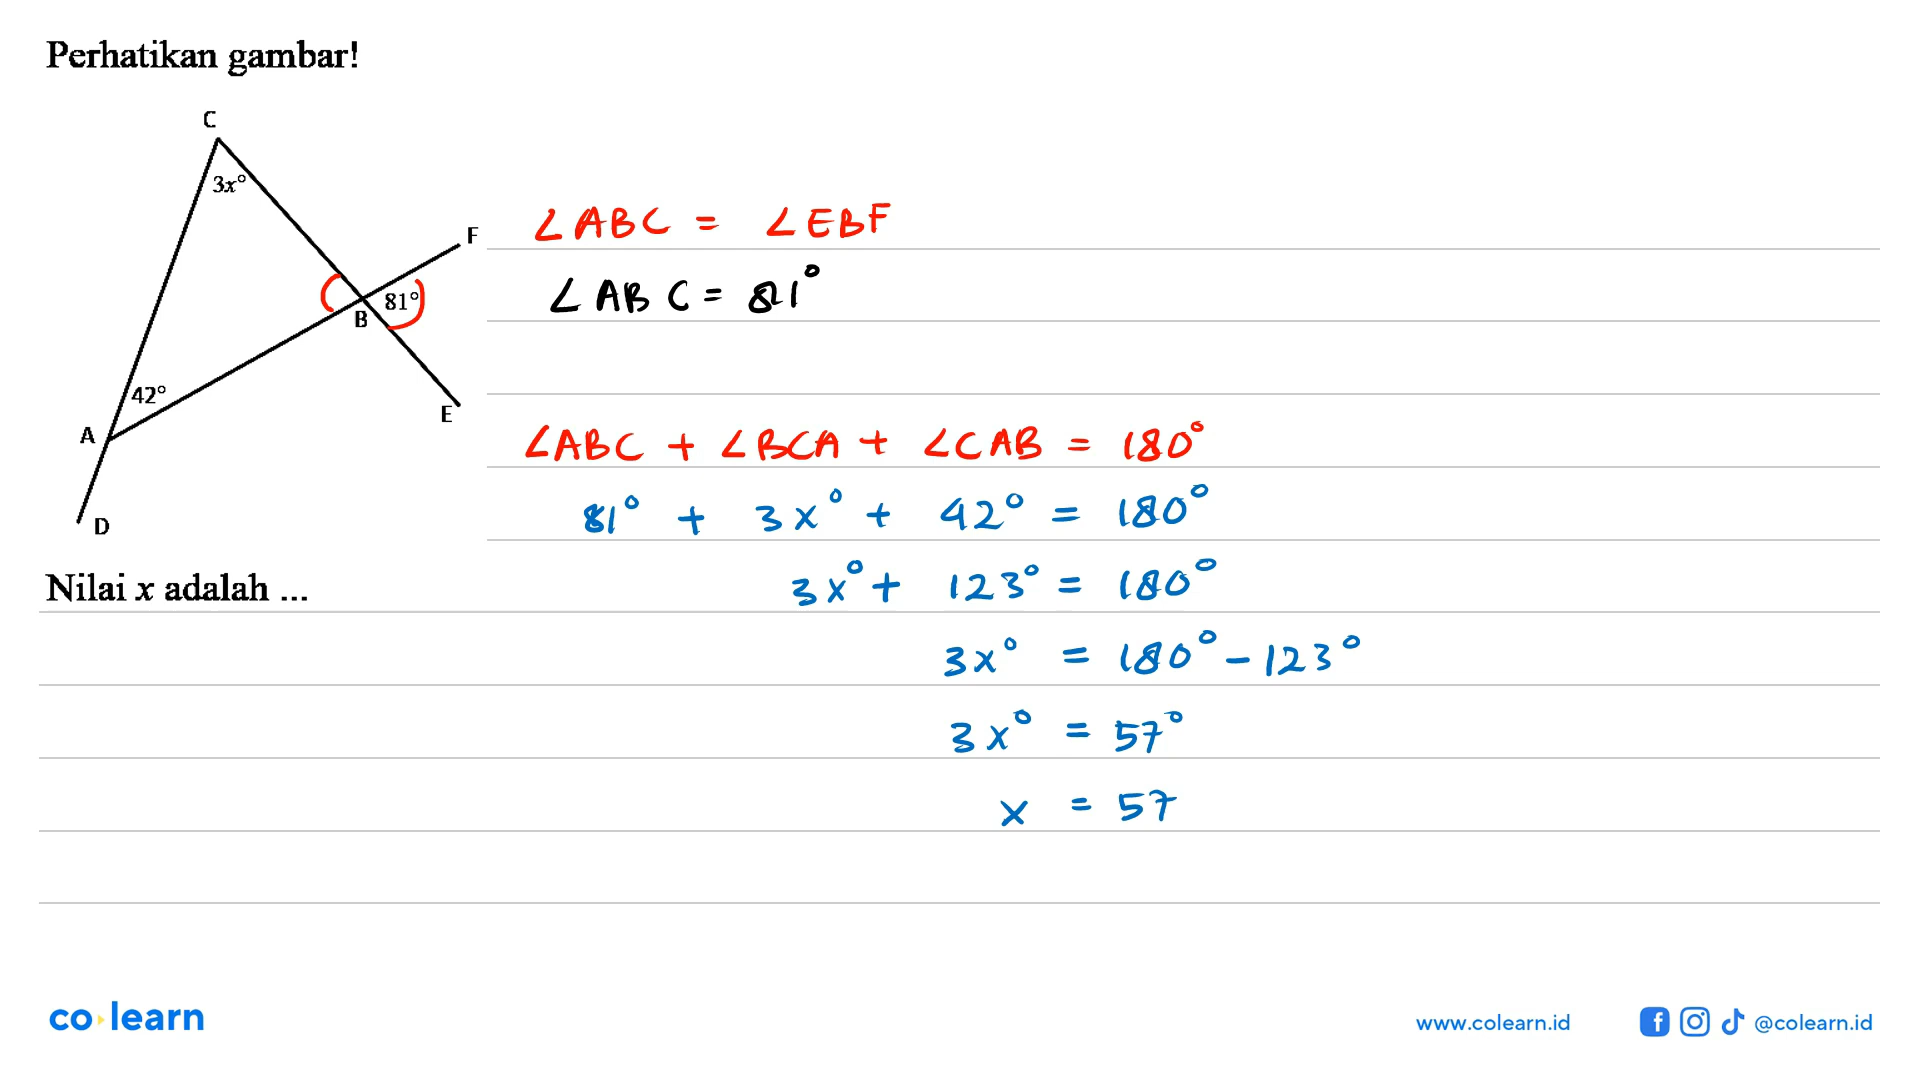 Perhatikan gambar!
C
3x°
F
81°
B
42°
A
E
D
Nilai x adalah ...
∠ABC = ∠EBF
∠ABC = 81°
∠ABC + ∠BCA + ∠CAB = 180°
81° + 3x° + 42° = 180°
3x° + 123° = 180°
3x° = 180° - 123°
3x° = 57°
x = 57
co learn
www.colearn.id
@colearn.id